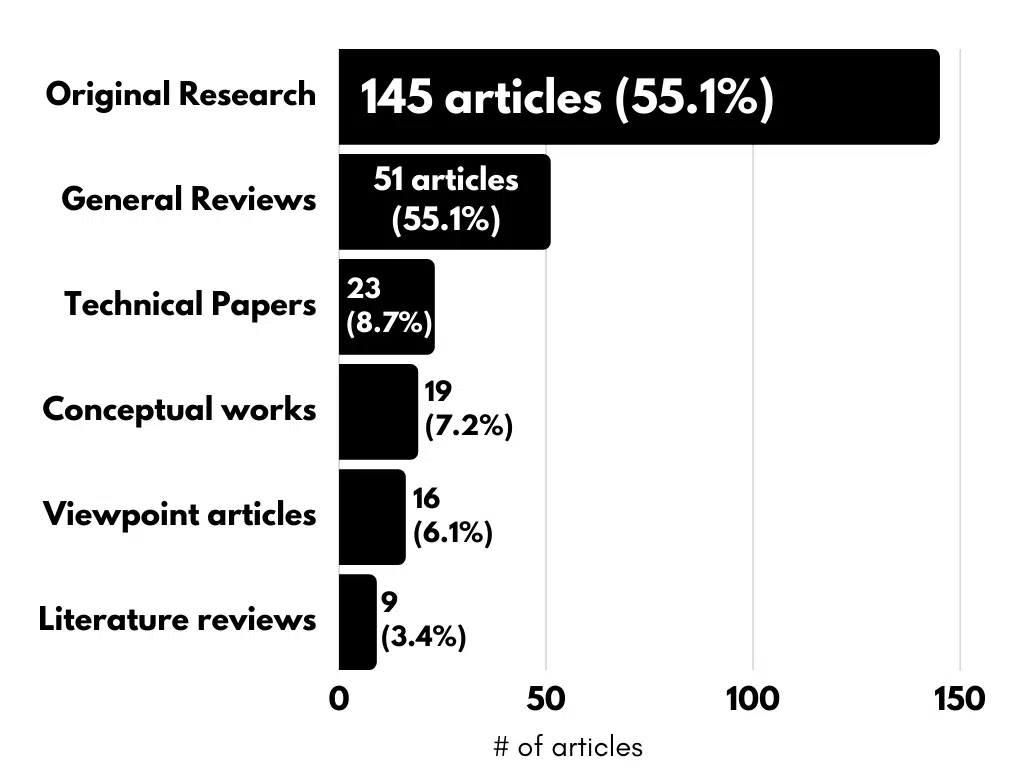 Original Research
145 articles (55.1%)
General Reviews
51 articles
(55.1%)
Technical Papers
23
(8.7%)
Conceptual works
19
(7.2%)
Viewpoint articles
16
(6.1%)
Literature reviews
9
(3.4%)
0
50
100
150
# of articles